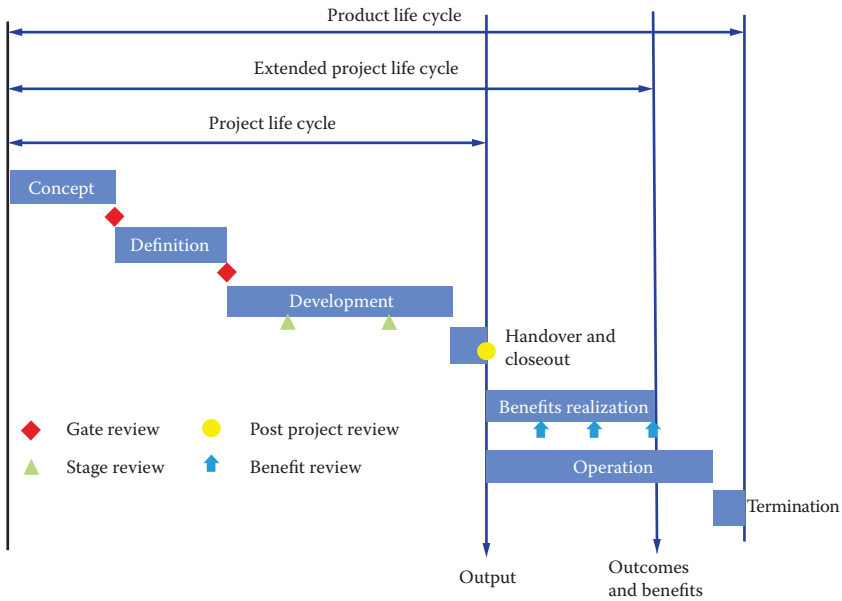 Product life cycle
Extended project life cycle
Project life cycle
Concept
Definition
Development
Handover and
closeout
Benefits realization
Gate review
Post project review
Stage review
Benefit review
Operation
Termination
Output
Outcomes
and benefits